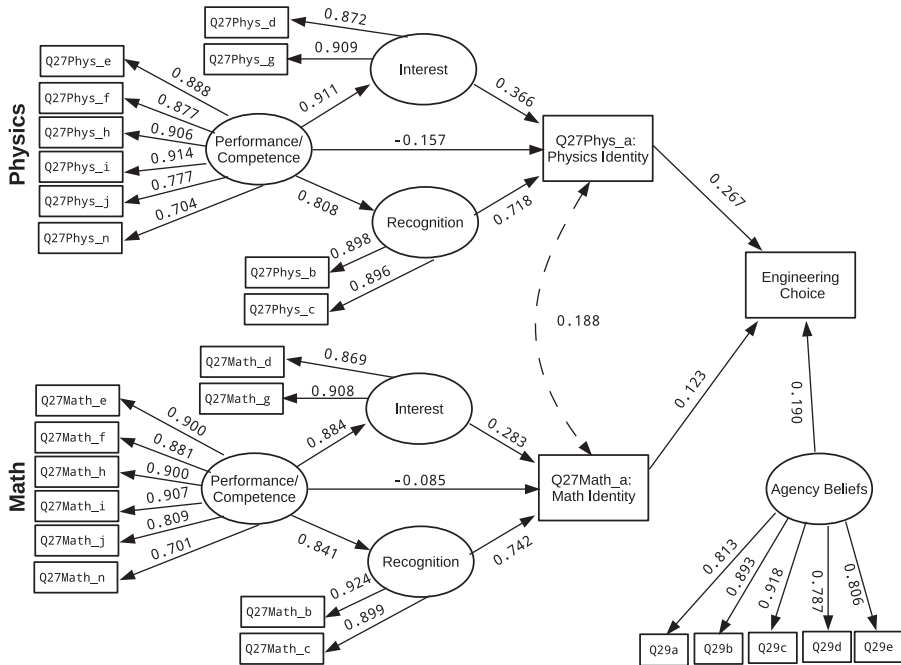 Physics
Q27Phys_d
0.872
Q27Phys_g
0.909
Interest
Q27Phys_e
0.888
Q27Phys_f
0.877
Q27Phys_h
0.906
Q27Phys_i
0.914
Q27Phys_j
0.777
Q27Phys_n
0.704
Performance/
Competence
0.911
0.366
-0.157
Q27Phys_a:
Physics Identity
0.808
Recognition
0.718
Q27Phys_b
0.898
Q27Phys_c
0.896
0.267
Engineering
Choice
0.188
Math
Q27Math_d
0.869
Q27Math_g
0.908
Interest
Q27Math_e
0.900
Q27Math_f
0.881
Q27Math_h
0.900
Q27Math_i
0.907
Q27Math_j
0.809
Q27Math_n
0.701
Performance/
Competence
0.884
0.283
-0.085
Q27Math_a:
Math Identity
0.841
Recognition
0.742
Q27Math_b
0.924
Q27Math_c
0.899
0.123
0.190
Agency Beliefs
0.813
0.893
0.918
0.787
0.806
Q29a
Q29b
Q29c
Q29d
Q29e